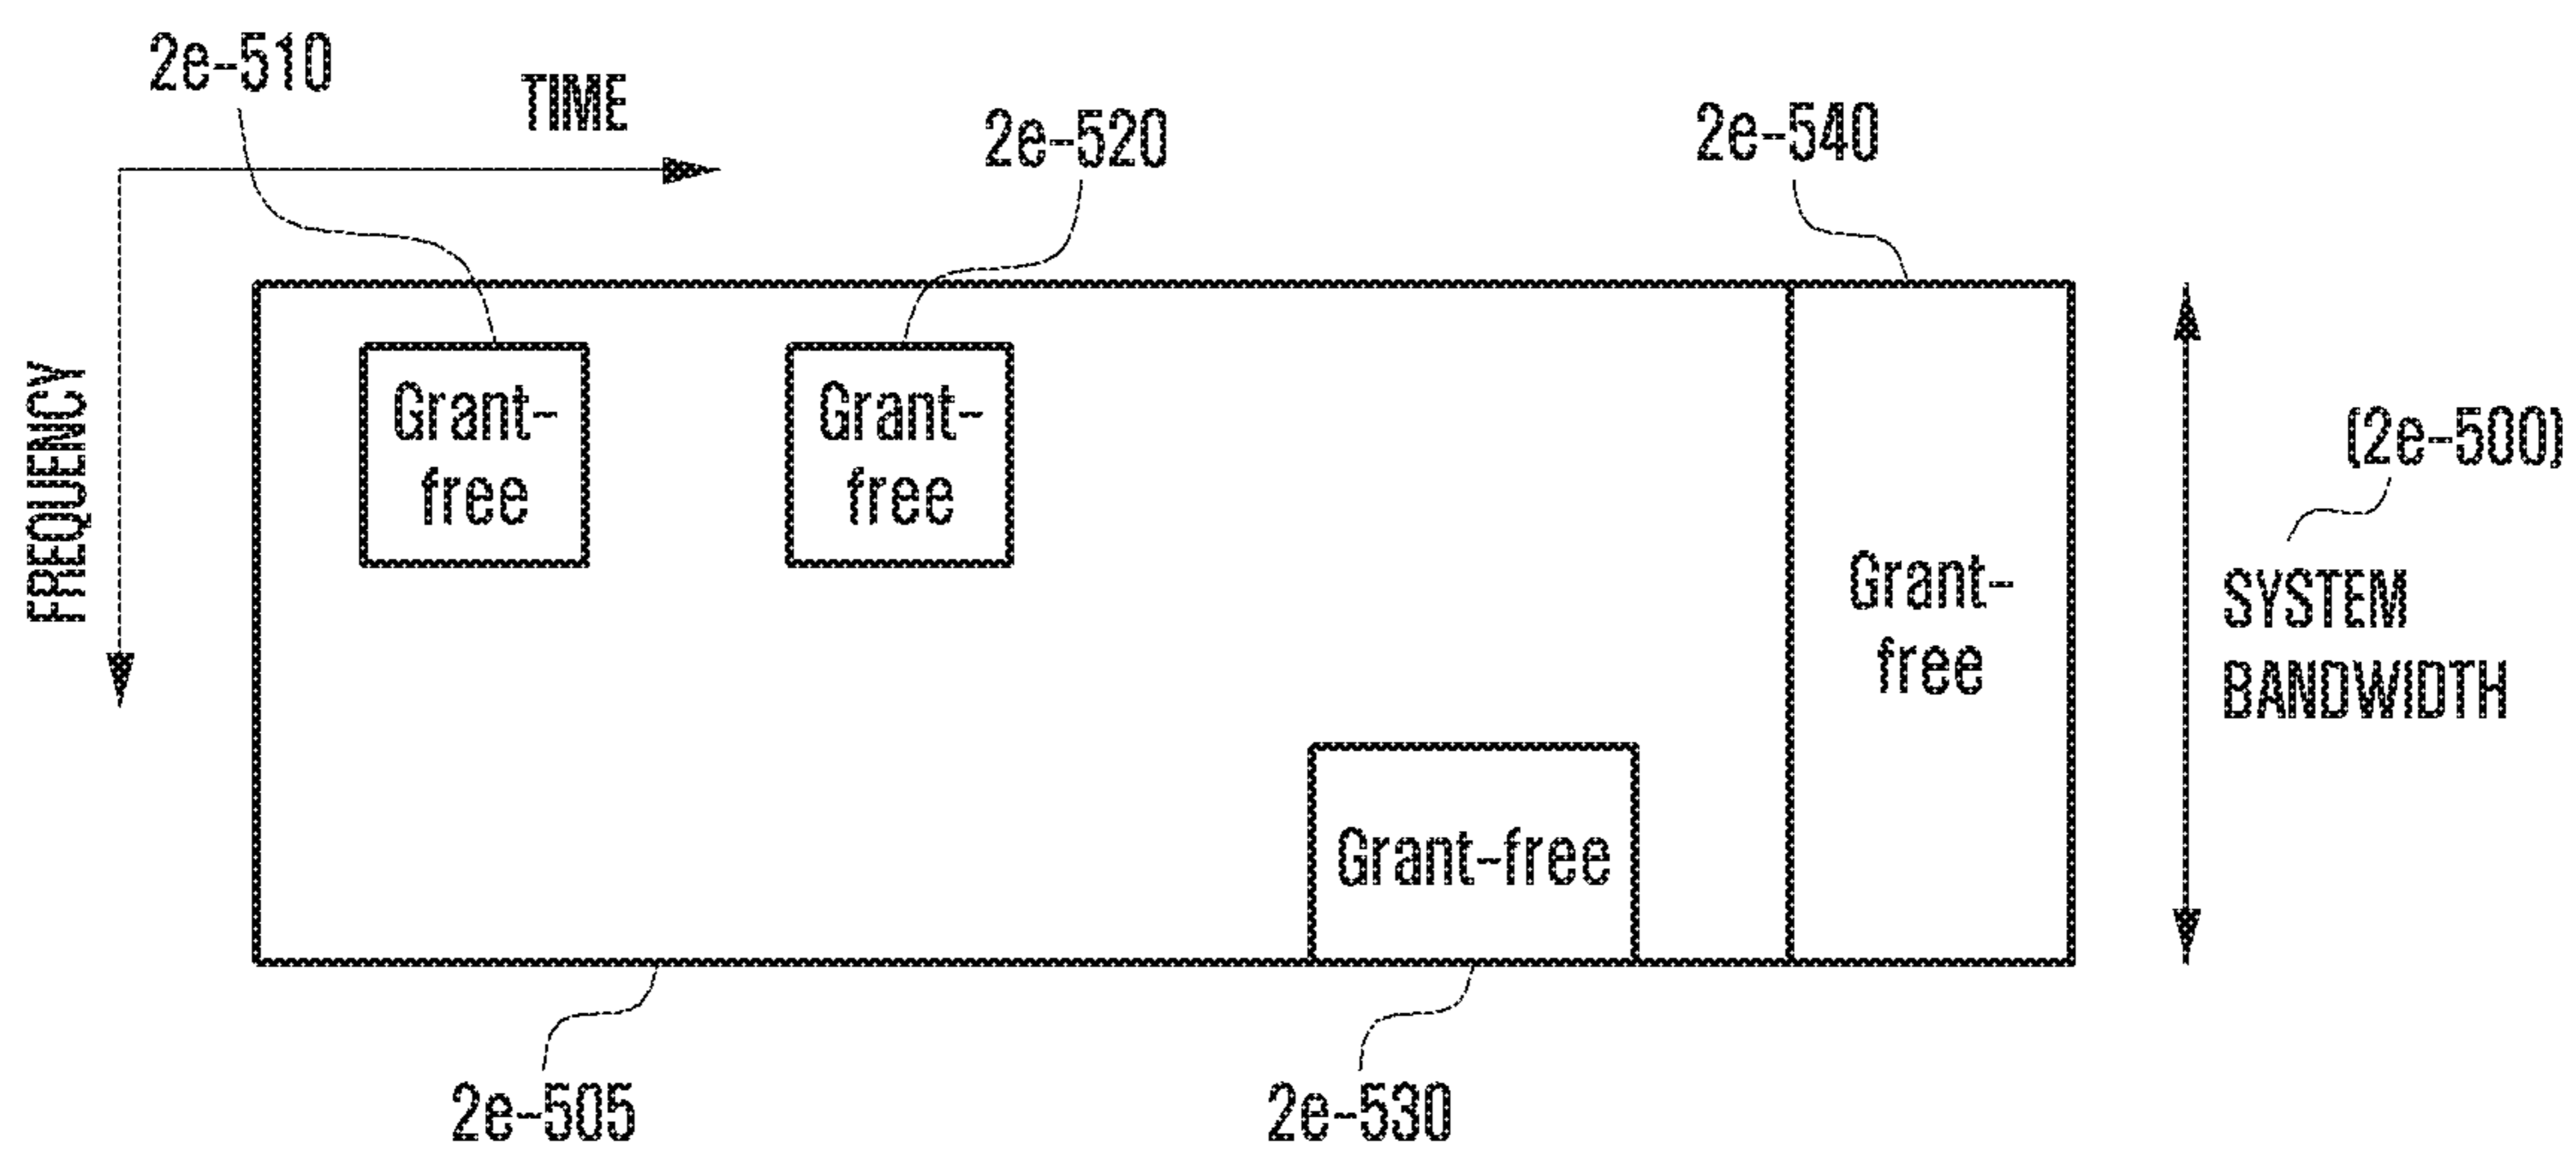 2e-510
TIME
2e-520
2e-540
FREQUENCY
Grant-
free
Grant-
free
Grant-
free
(2e-500)
SYSTEM
BANDWIDTH
Grant-free
2e-505
2e-530